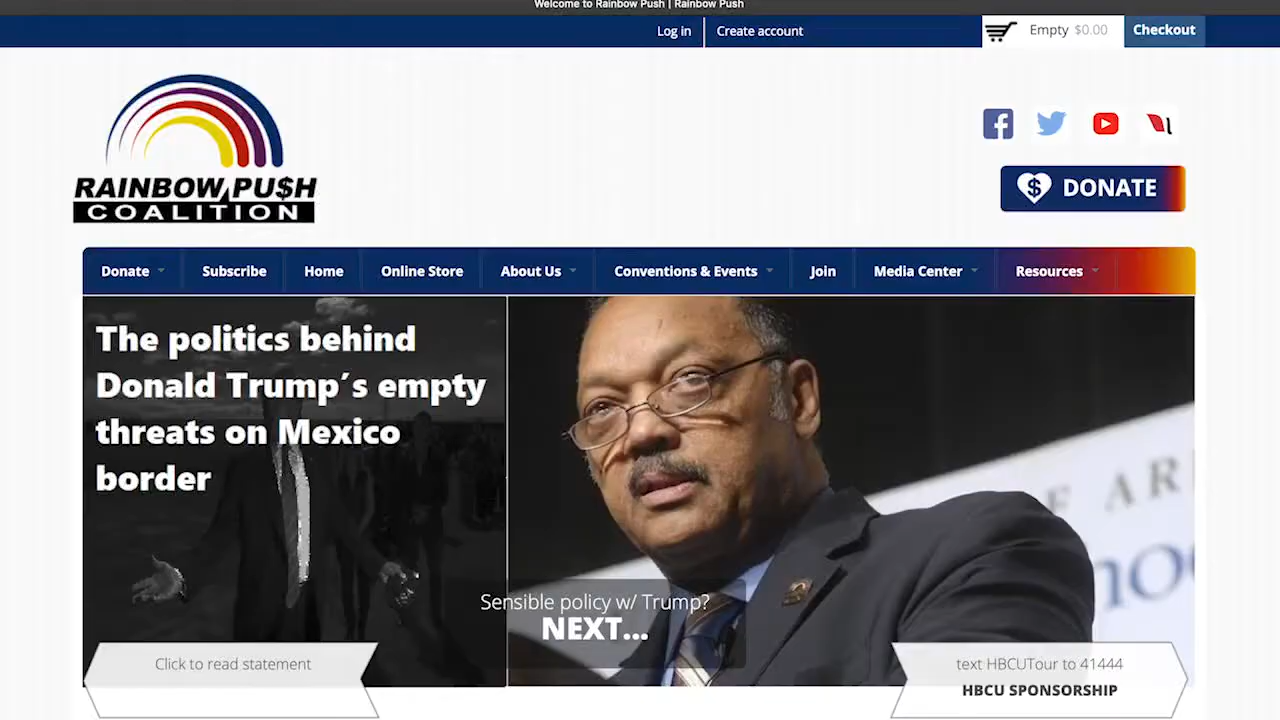 Welcome to Rainbow Push | Rainbow Push
Log in
Create account
Empty $0.00
Checkout
RAINBOW PU$H
COALITION
DONATE
Donate
Subscribe
Home
Online Store
About Us
Conventions & Events
Join
Media Center
Resources
The politics behind
Donald Trump´s empty
threats on Mexico
border
E AR
Sensible policy w/ Trump?
NEXT...
Click to read statement
text HBCUTour to 41444
HBCU SPONSORSHIP